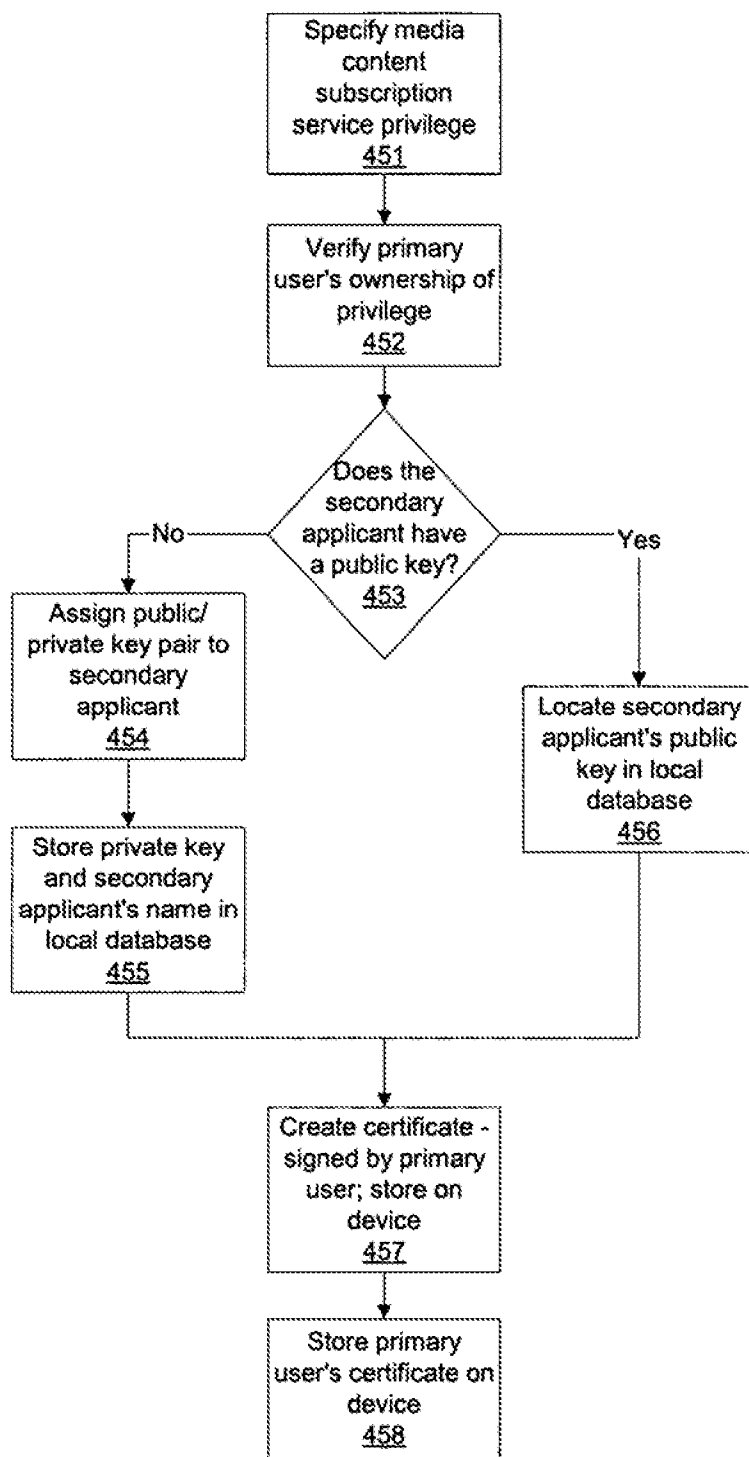 Specify media
content
subscription
service privilege
451
Verify primary
user's ownership of
privilege
452
Does the
secondary
applicant have
a public key?
453
No
Yes
Assign public/
private key pair to
secondary
applicant
454
Store private key
and secondary
applicant's name in
local database
455
Locate secondary
applicant's public
key in local
database
456
Create certificate -
signed by primary
user; store on
device
457
Store primary
user's certificate on
device
458